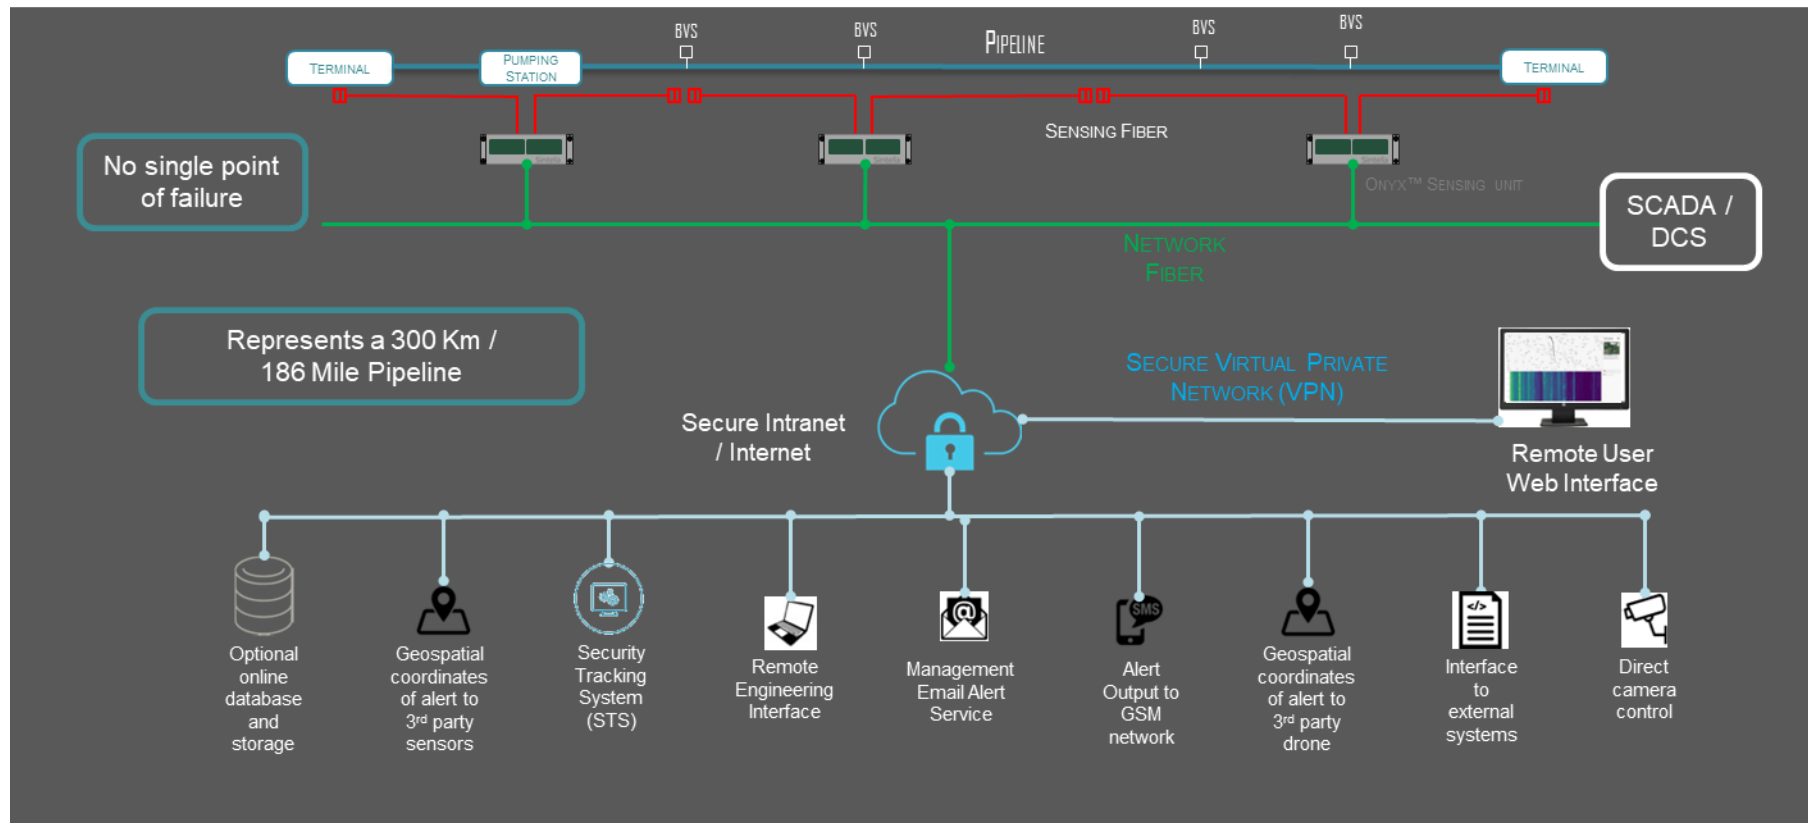 BVS
BVS
PIPELINE
BVS
BVS
TERMINAL
PUMPING
STATION
TERMINAL
SENSING FIBER
Sintela
Sintela
Sintela
No single point
of failure
ONYX™ SENSING UNIT
SCADA /
DCS
NETWORK
FIBER
Represents a 300 Km /
186 Mile Pipeline
SECURE VIRTUAL PRIVATE
NETWORK (VPN)
Secure Intranet
/ Internet
Remote User
Web Interface
SMS
@
</>
Optional
online
database
and
storage
Geospatial
coordinates
of alert to
3rd party
sensors
Security
Tracking
System
(STS)
Remote
Engineering
Interface
Management
Email Alert
Service
Alert
Output to
GSM
network
Geospatial
coordinates
of alert to
3rd party
drone
Interface
to
external
systems
Direct
camera
control